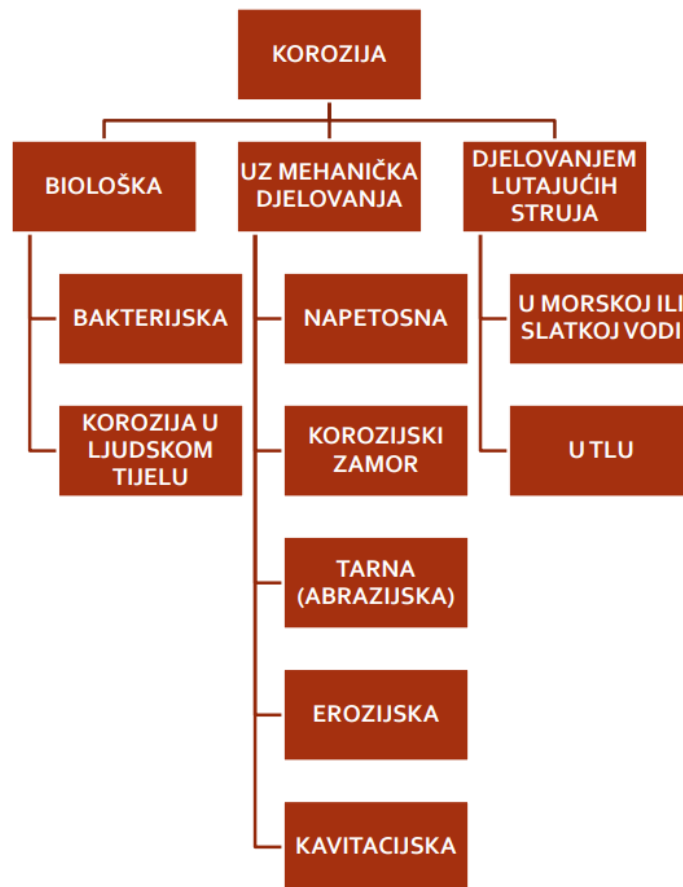 KOROZIJA
BIOLOŠKA
BAKTERIJSKA
KOROZIJA U
LJUDSKOM
TIJELU
UZ MEHANIČKA
DJELOVANJA
NAPETOSNA
KOROZIJSKI
ZAMOR
TARNA
(ABRAZIJSKA)
EROZIJSKA
KAVITACIJSKA
DJELOVANJEM
LUTAJUĆIH
STRUJA
U MORSKOJ ILI
SLATKOJ VODI
U TLU